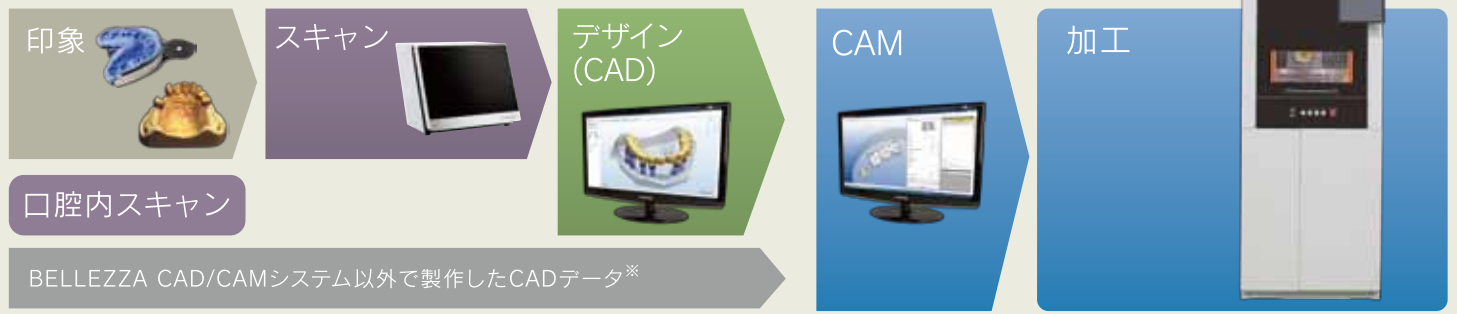 印象
スキャン
デザイン
(CAD)
CAM
加工
口腔内スキャン
BELLEZZA CAD/CAMシステム以外で製作したCADデータ※